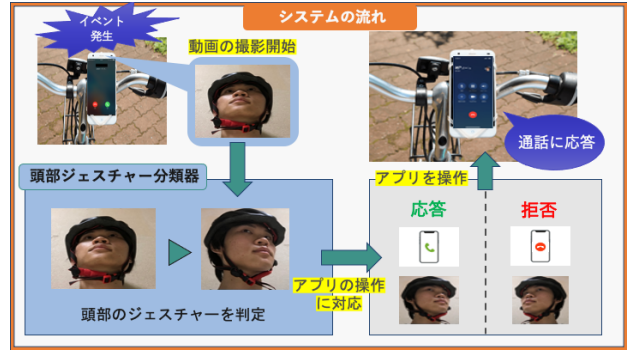 システムの流れ
イベント
発生
動画の撮影開始
通話に応答
頭部ジェスチャー分類器
アプリを操作
応答
拒否
アプリの操作
に対応
頭部のジェスチャーを判定